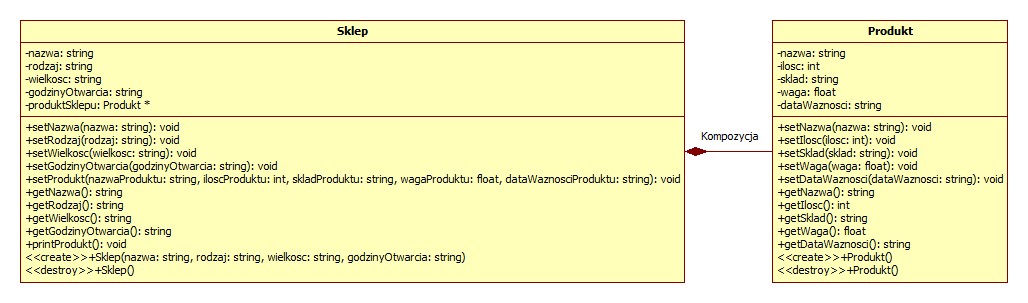 Sklep
-nazwa: string
-rodzaj: string
-wielkosc: string
-godzinyOtwarcia: string
-produktSklepu: Produkt *
+setNazwa(nazwa: string): void
+setRodzaj(rodzaj: string): void
+setWielkosc(wielkosc: string): void
+setGodzinyOtwarcia(godzinyOtwarcia: string): void
+setProdukt(nazwaProduktu: string, iloscProduktu: int, skladProduktu: string, wagaProduktu: float, dataWaznosciProduktu: string): void
+getNazwa(): string
+getRodzaj(): string
+getWielkosc(): string
+getGodzinyOtwarcia(): string
+printProdukt(): void
<<create>>+Sklep(nazwa: string, rodzaj: string, wielkosc: string, godzinyOtwarcia: string)
<<destroy>>+Sklep()
Kompozycja
Produkt
-nazwa: string
-ilosc: int
-sklad: string
-waga: float
-dataWaznosci: string
+setNazwa(nazwa: string): void
+setIlosc(ilosc: int): void
+setSklad(sklad: string): void
+setWaga(waga: float): void
+setDataWaznosci(dataWaznosci: string): void
+getNazwa(): string
+getIlosc(): int
+getSklad(): string
+getWaga(): float
+getDataWaznosci(): string
<<create>>+Produkt()
<<destroy>>+Produkt()